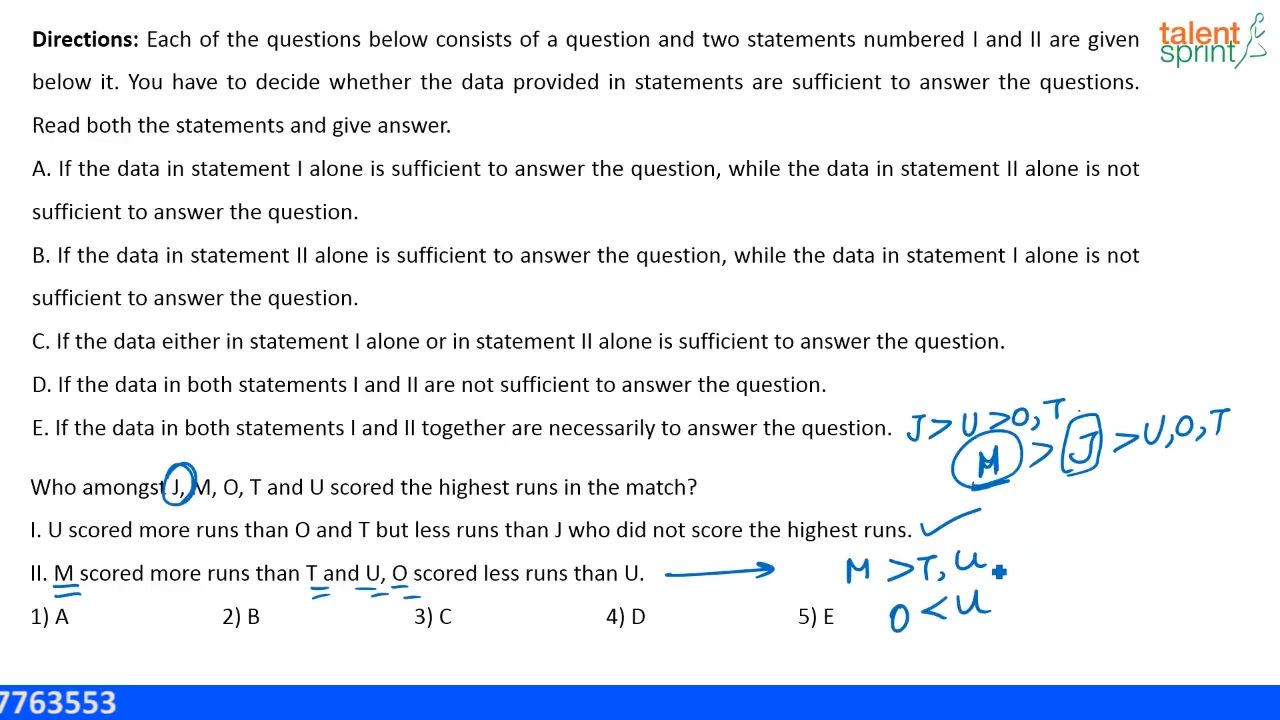 Directions: Each of the questions below consists of a question and two statements numbered I and II are given
below it. You have to decide whether the data provided in statements are sufficient to answer the questions.
Read both the statements and give answer.
talent
sprint
A. If the data in statement I alone is sufficient to answer the question, while the data in statement II alone is not
sufficient to answer the question.
B. If the data in statement II alone is sufficient to answer the question, while the data in statement I alone is not
sufficient to answer the question.
C. If the data either in statement I alone or in statement II alone is sufficient to answer the question.
D. If the data in both statements I and II are not sufficient to answer the question.
E. If the data in both statements I and II together are necessarily to answer the question.
J > U > O, T
M > J > U, O, T
Who amongst J, M, O, T and U scored the highest runs in the match?
I. U scored more runs than O and T but less runs than J who did not score the highest runs.
II. M scored more runs than T and U, O scored less runs than U.
M > T, U
O < U
1) A 2) B 3) C 4) D 5) E
7763553